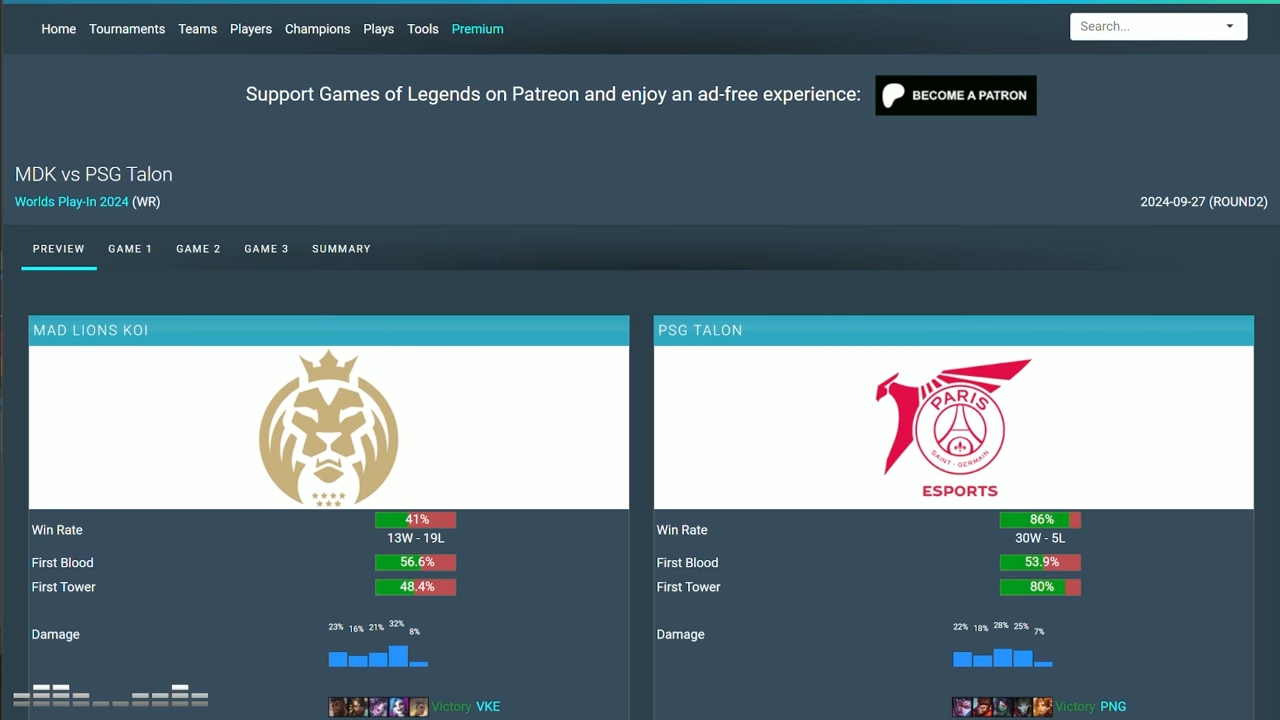 Home Tournaments Teams Players Champions Plays Tools Premium Search...
Support Games of Legends on Patreon and enjoy an ad-free experience: BECOME A PATRON
MDK vs PSG Talon
Worlds Play-In 2024 (WR) 2024-09-27 (ROUND2)
PREVIEW GAME 1 GAME 2 GAME 3 SUMMARY
MAD LIONS KOI
PSG TALON
PARIS
SAINT-GERMAIN
ESPORTS
Win Rate 41%
13W - 19L
First Blood 56.6%
First Tower 48.4%
Damage 23% 16% 21% 32% 8%
Victory VKE
Win Rate 86%
30W - 5L
First Blood 53.9%
First Tower 80%
Damage 22% 18% 28% 25% 7%
Victory PNG